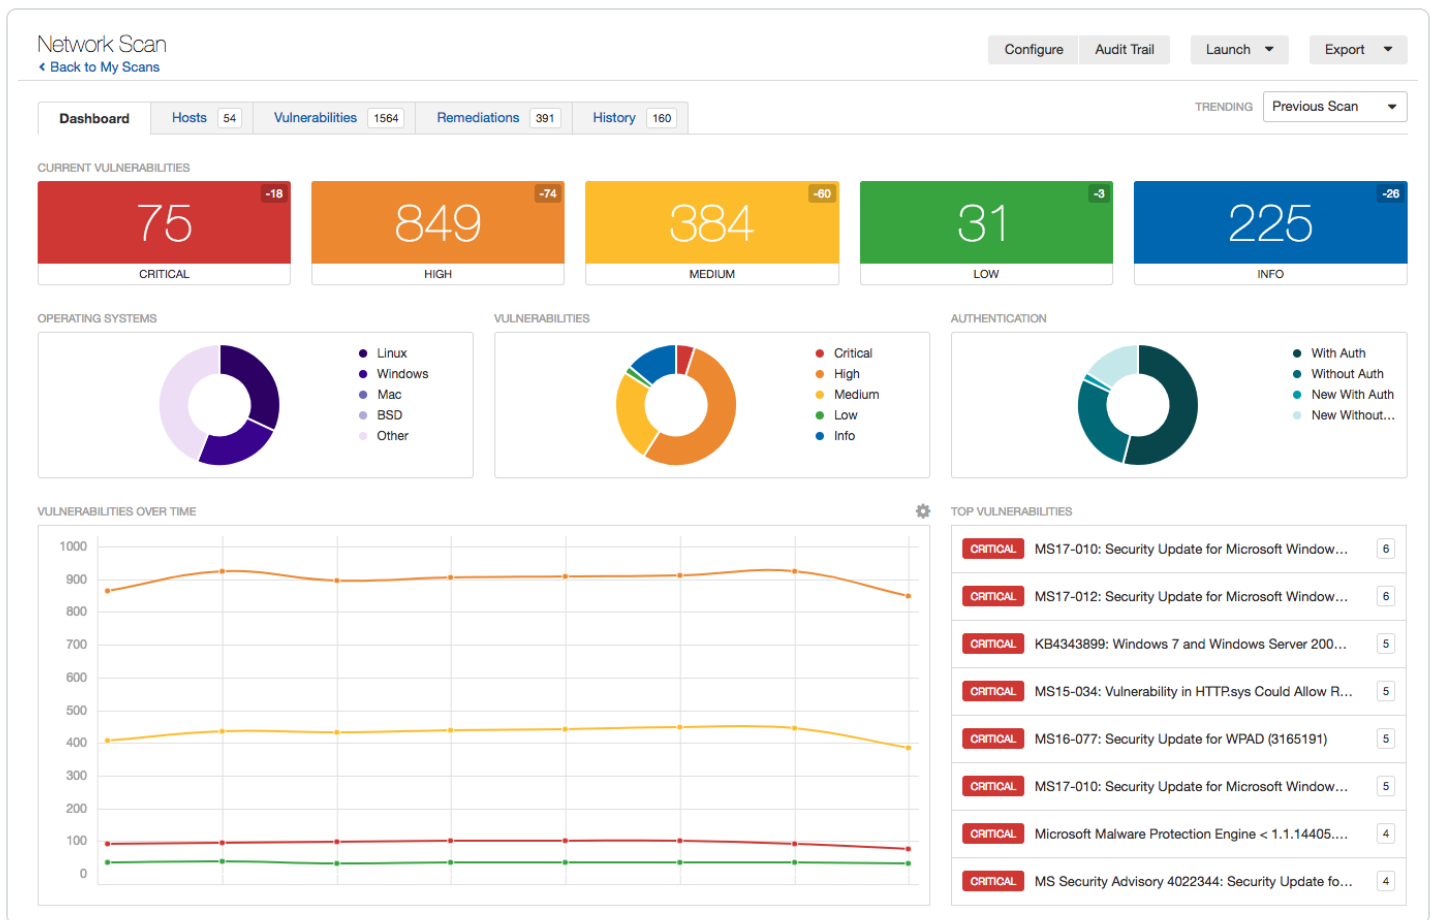 Network Scan
Back to My Scans
Configure Audit Trail Launch Export
Dashboard Hosts 54 Vulnerabilities 1564 Remediations 391 History 160
TRENDING Previous Scan
CURRENT VULNERABILITIES
-18 -74 -60 -3 -26
75 849 384 31 225
CRITICAL HIGH MEDIUM LOW INFO
OPERATING SYSTEMS
Linux
Windows
Mac
BSD
Other
VULNERABILITIES
Critical
High
Medium
Low
Info
AUTHENTICATION
With Auth
Without Auth
New With Auth
New Without...
VULNERABILITIES OVER TIME
1000
900
800
700
600
500
400
300
200
100
0
TOP VULNERABILITIES
CRITICAL MS17-010: Security Update for Microsoft Window... 6
CRITICAL MS17-012: Security Update for Microsoft Window... 6
CRITICAL KB4343899: Windows 7 and Windows Server 200... 5
CRITICAL MS15-034: Vulnerability in HTTP.sys Could Allow R... 5
CRITICAL MS16-077: Security Update for WPAD (3165191) 5
CRITICAL MS17-010: Security Update for Microsoft Window... 5
CRITICAL Microsoft Malware Protection Engine < 1.1.14405.... 4
CRITICAL MS Security Advisory 4022344: Security Update fo... 4